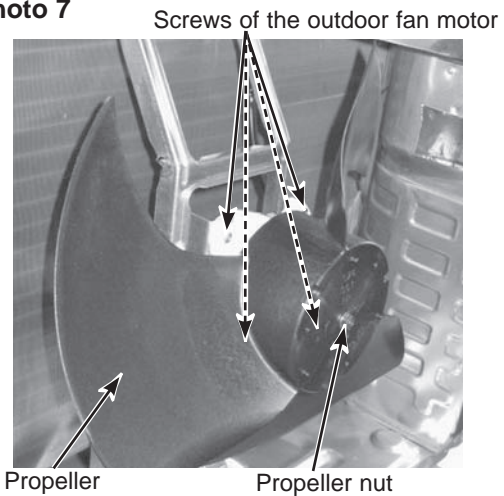 hoto 7
Screws of the outdoor fan motor
Propeller
Propeller nut